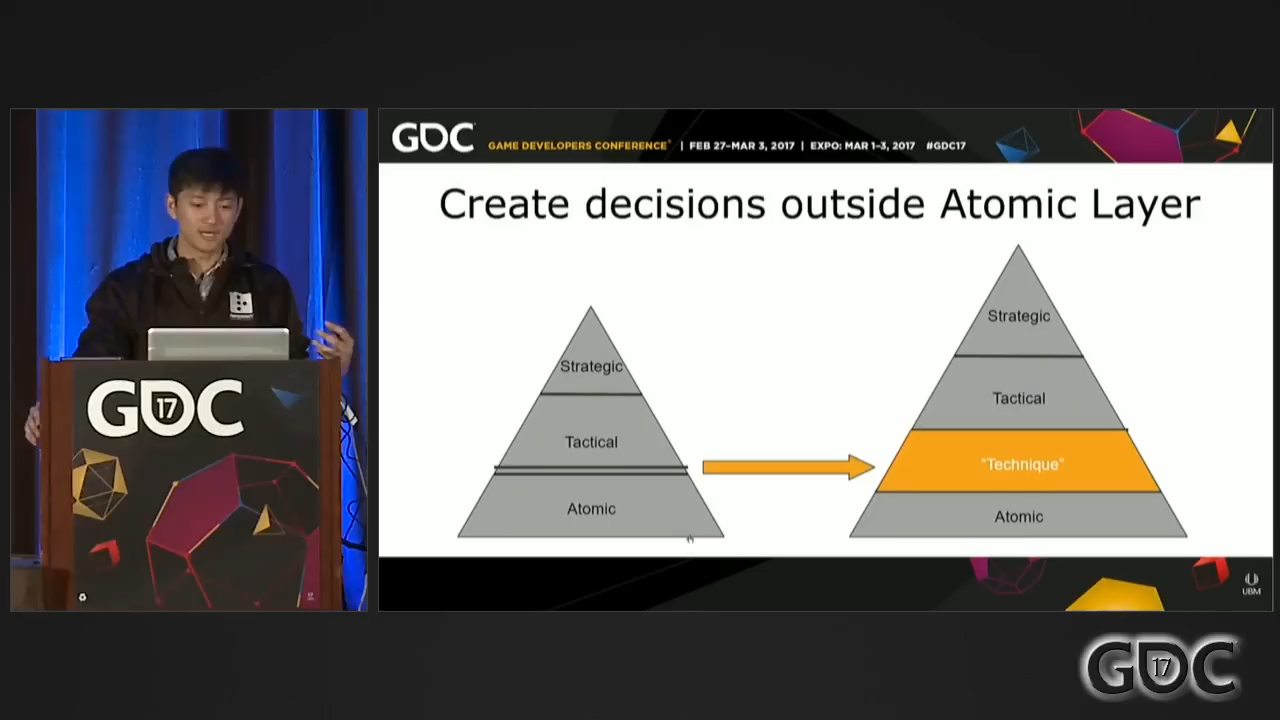 GDC
GAME DEVELOPERS CONFERENCE® | FEB 27–MAR 3, 2017 | EXPO: MAR 1–3, 2017 #GDC17
Create decisions outside Atomic Layer
Strategic
Tactical
Atomic
Strategic
Tactical
"Technique"
Atomic
UBM
GDC
17
GDC
17